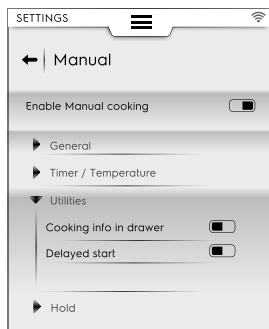 SETTINGS
Manual
Enable Manual cooking
General
Timer / Temperature
Utilities
Cooking info in drawer
Delayed start
Hold